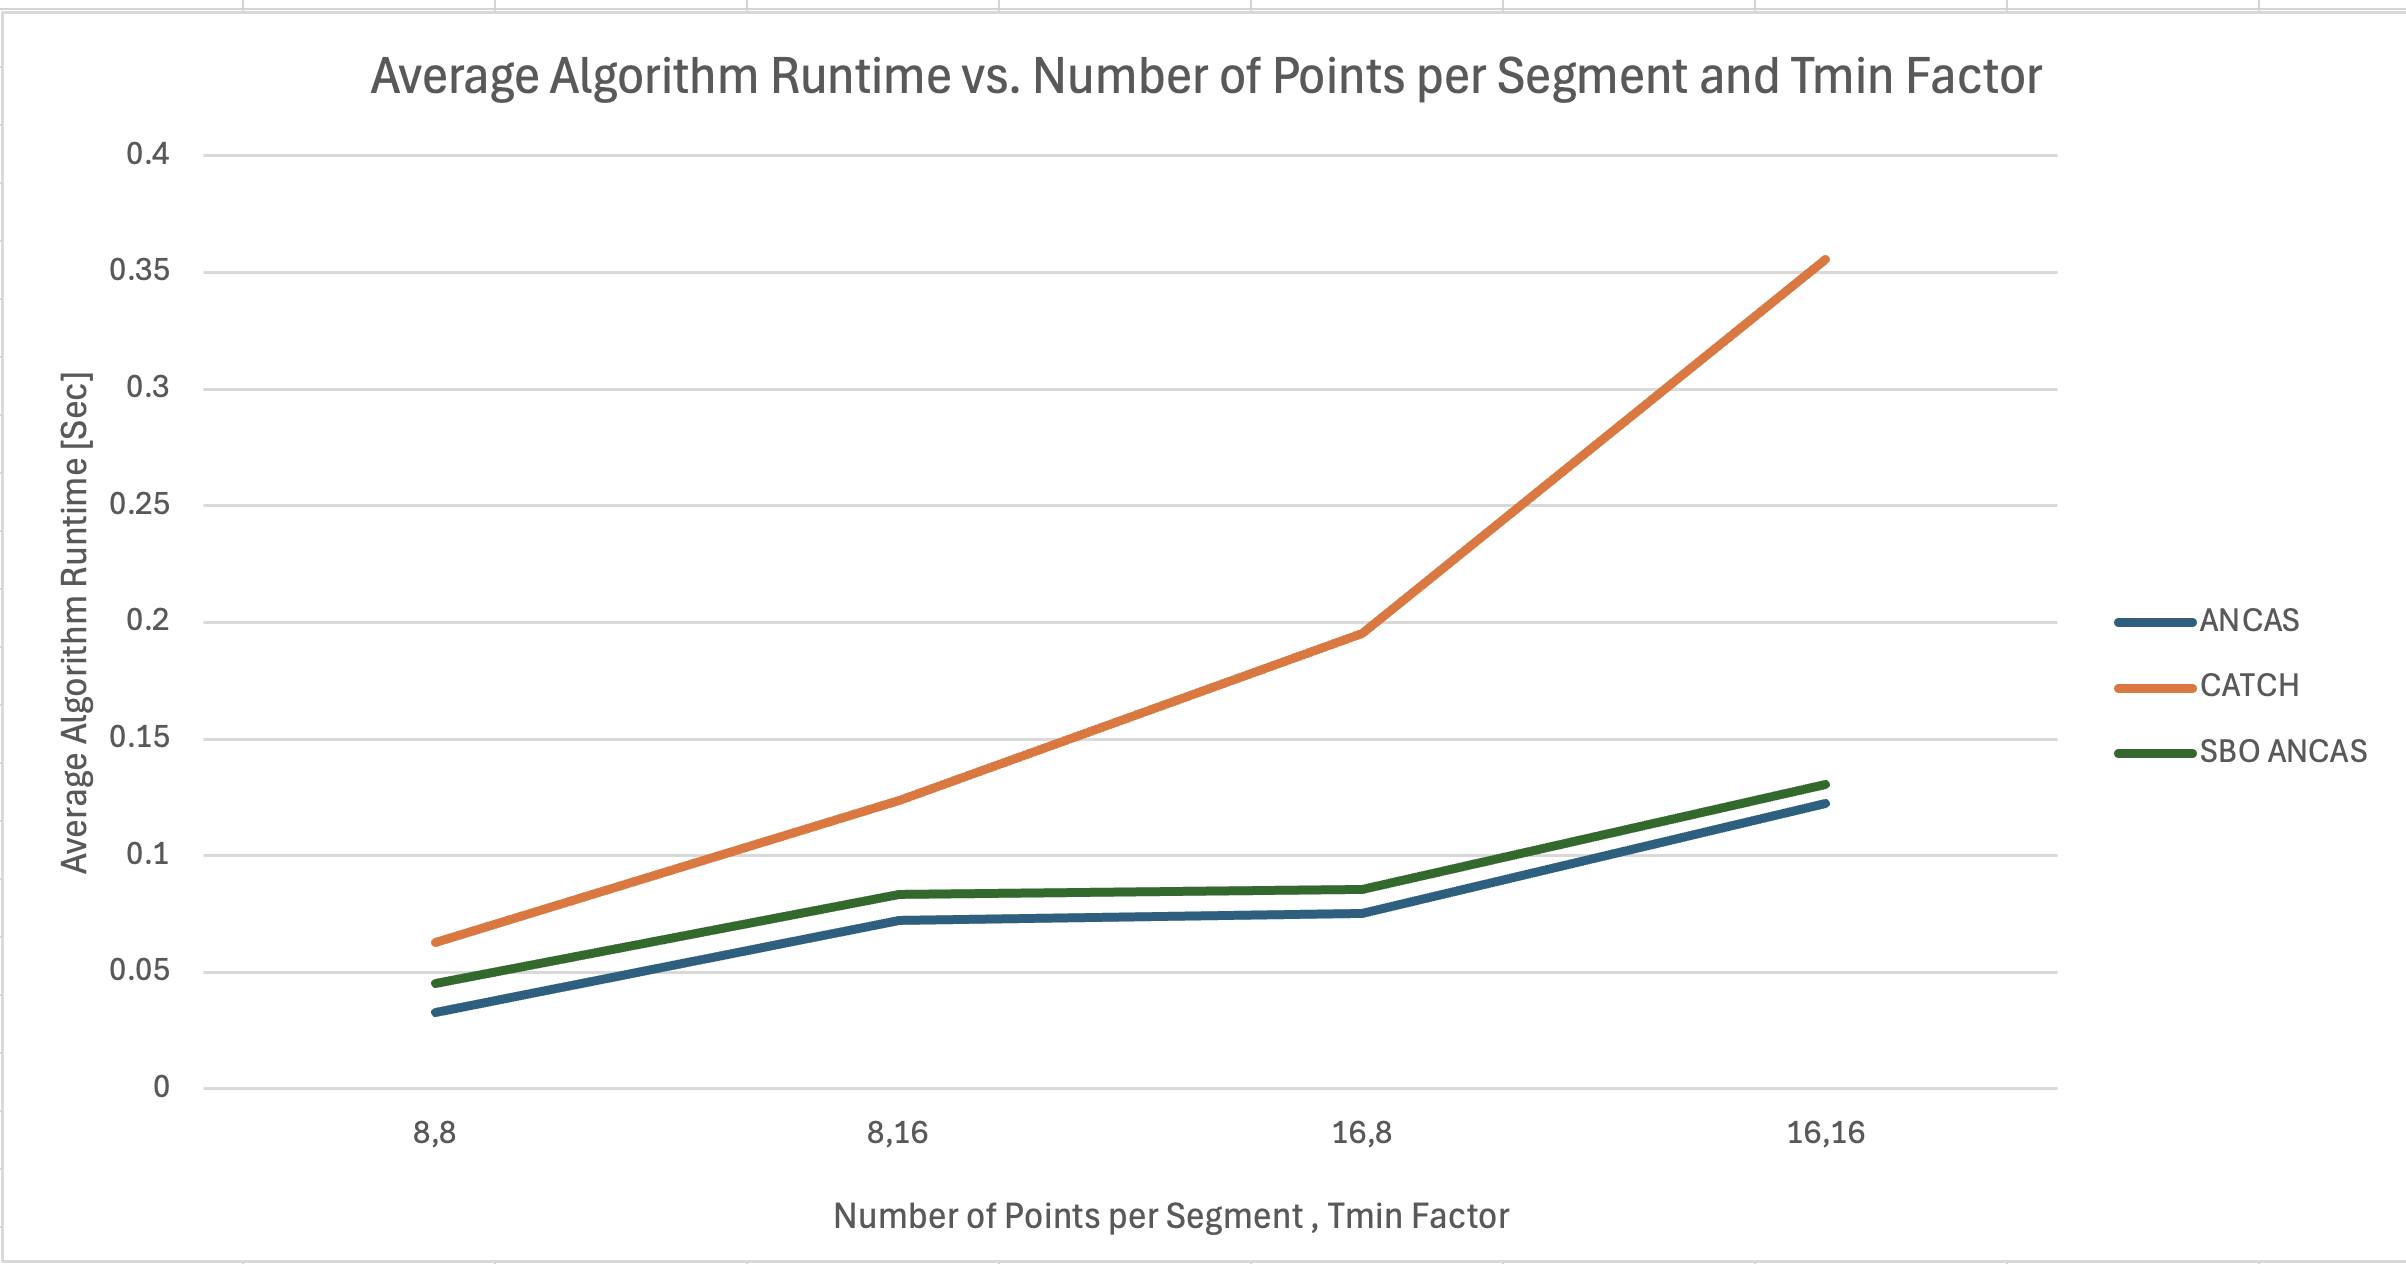 Average Algorithm Runtime vs. Number of Points per Segment and Tmin Factor
Average Algorithm Runtime [Sec]
0.4
0.35
0.3
0.25
0.2
0.15
0.1
0.05
0
8,8
8,16
16,8
16,16
Number of Points per Segment , Tmin Factor
ANCAS
CATCH
SBO ANCAS